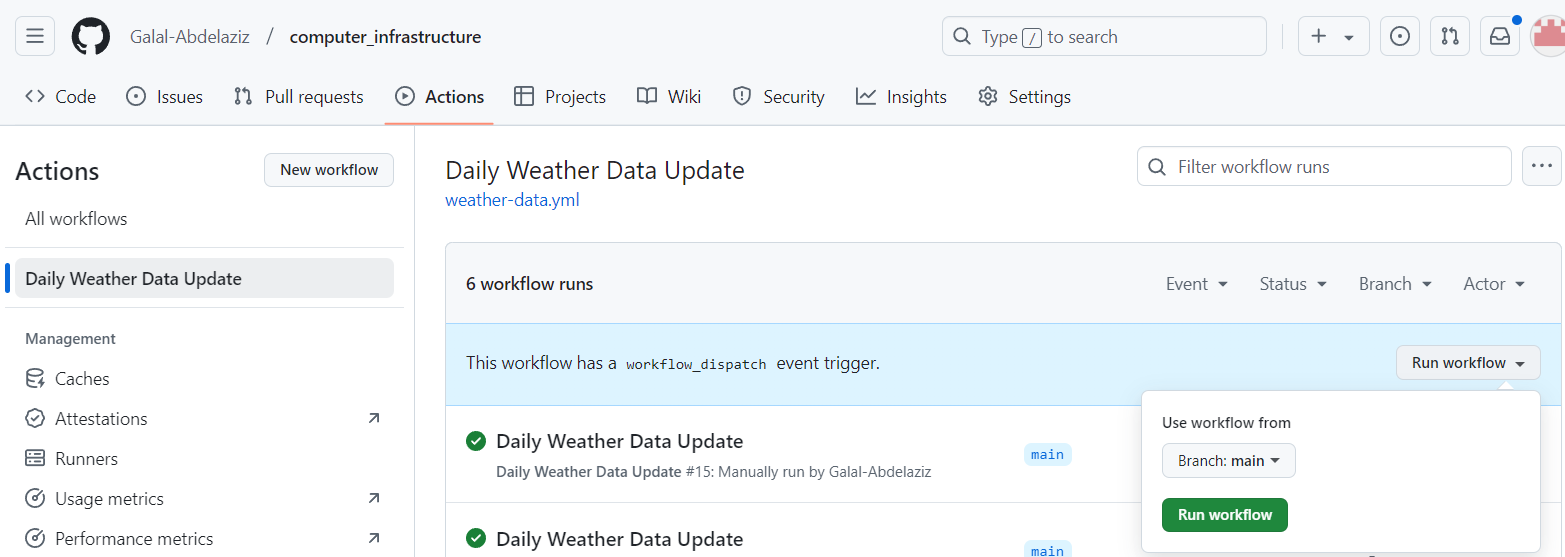 Galal-Abdelaziz / computer_infrastructure
Type / to search
Code
Issues
Pull requests
Actions
Projects
Wiki
Security
Insights
Settings
Actions
New workflow
All workflows
Daily Weather Data Update
Management
Caches
Attestations
Runners
Usage metrics
Performance metrics
Daily Weather Data Update
weather-data.yml
Filter workflow runs
6 workflow runs
Event
Status
Branch
Actor
This workflow has a workflow_dispatch event trigger.
Run workflow
Use workflow from
Branch: main
Run workflow
Daily Weather Data Update
Daily Weather Data Update #15: Manually run by Galal-Abdelaziz
main
Daily Weather Data Update
main